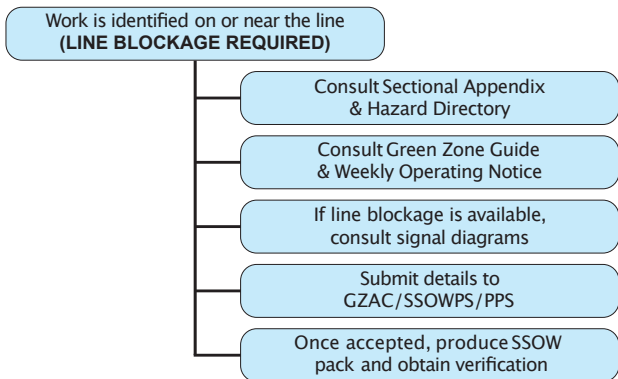 Work is identified on or near the line
(LINE BLOCKAGE REQUIRED)
Consult Sectional Appendix
& Hazard Directory
Consult Green Zone Guide
& Weekly Operating Notice
If line blockage is available,
consult signal diagrams
Submit details to
GZAC/SSOWPS/PPS
Once accepted, produce SSOW
pack and obtain verification